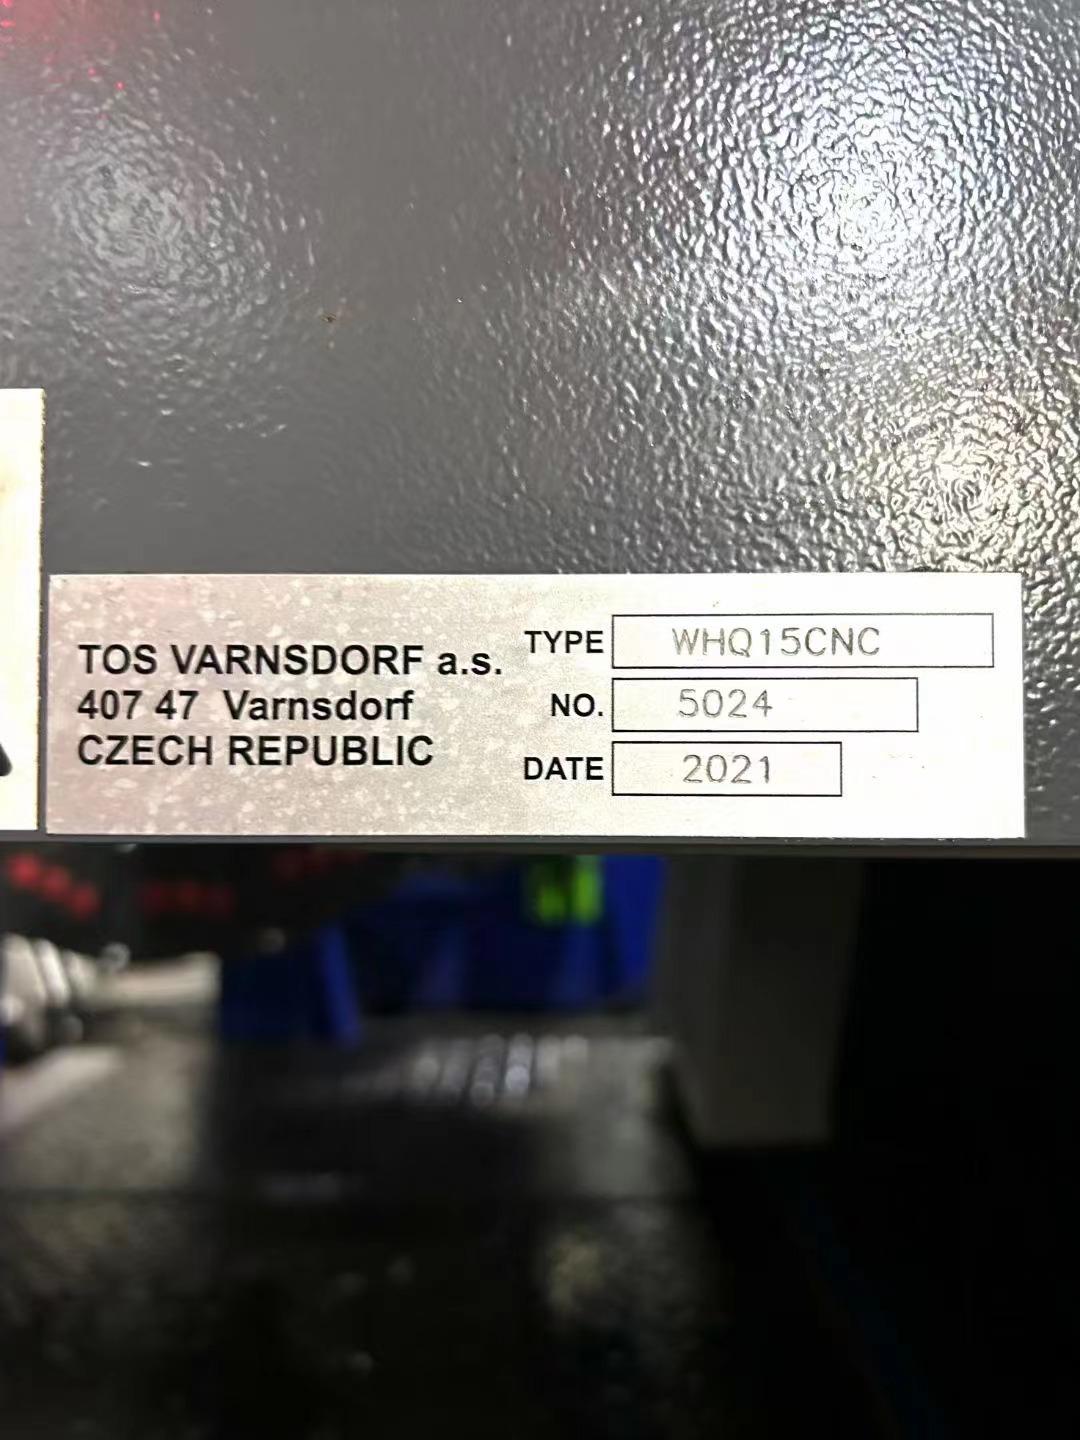 TOS VARNSDORF a.s.
407 47 Varnsdorf
CZECH REPUBLIC
TYPE WHQ15CNC
NO. 5024
DATE 2021